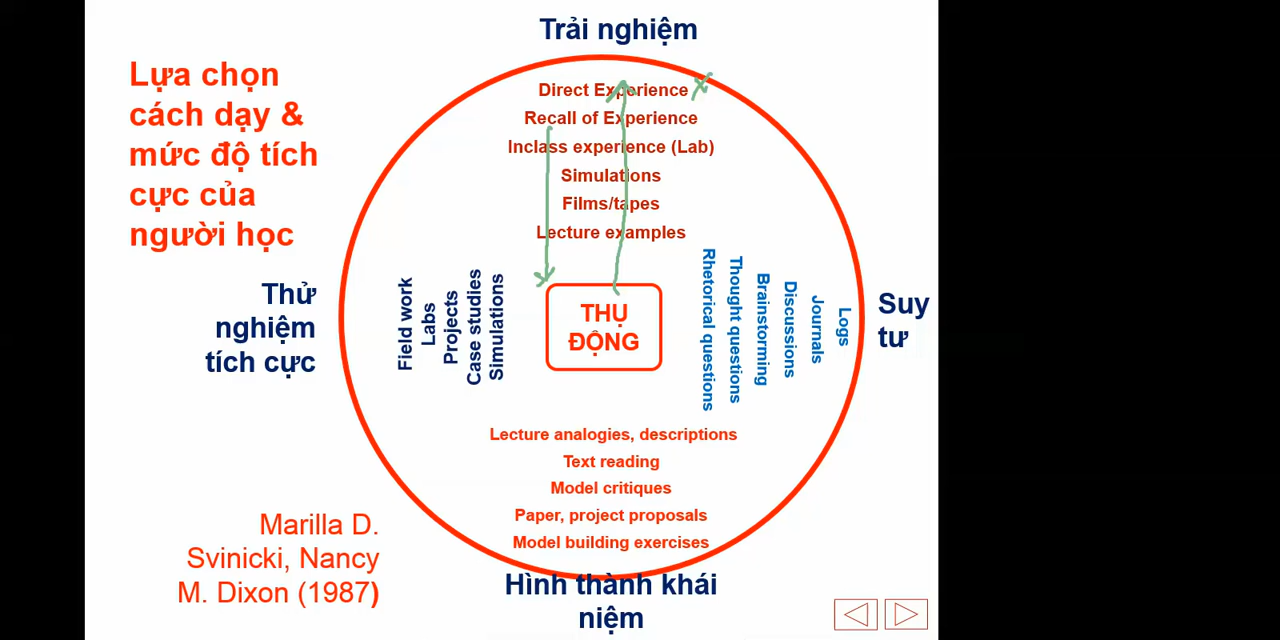 Trải nghiệm
Lựa chọn
cách dạy &
mức độ tích
cực của
người học
Direct Experience
Recall of Experience
Inclass experience (Lab)
Simulations
Films/tapes
Lecture examples
Thử
nghiệm
tích cực
Field work
Labs
Projects
Case studies
Simulations
THỤ
ĐỘNG
Rhetorical questions
Thought questions
Brainstorming
Discussions
Journals
Logs
Suy
tư
Lecture analogies, descriptions
Text reading
Model critiques
Paper, project proposals
Model building exercises
Marilla D.
Svinicki, Nancy
M. Dixon (1987)
Hình thành khái
niệm